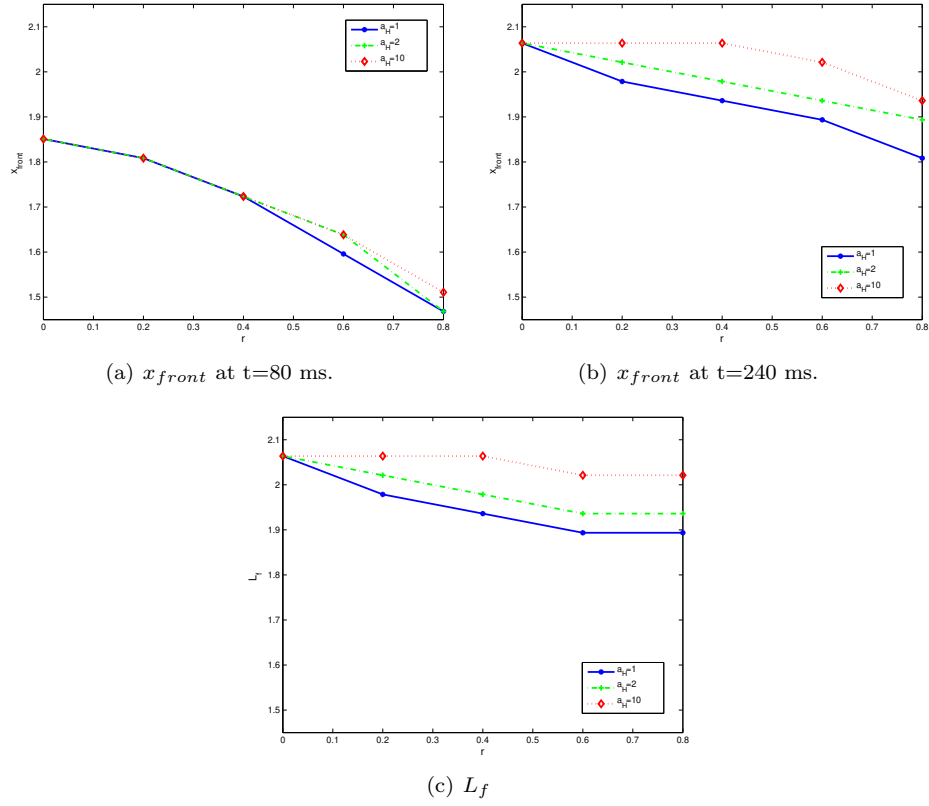 2.1
2
1.9
1.8
1.7
1.6
1.5
x_front
0 0.1 0.2 0.3 0.4 0.5 0.6 0.7 0.8
r
a_H=1
a_H=2
a_H=10
(a) x_front at t=80 ms.
2.1
2
1.9
1.8
1.7
1.6
1.5
x_front
0 0.1 0.2 0.3 0.4 0.5 0.6 0.7 0.8
r
a_H=1
a_H=2
a_H=10
(b) x_front at t=240 ms.
2.1
2
1.9
1.8
1.7
1.6
1.5
L_f
0 0.1 0.2 0.3 0.4 0.5 0.6 0.7 0.8
r
a_H=1
a_H=2
a_H=10
(c) L_f